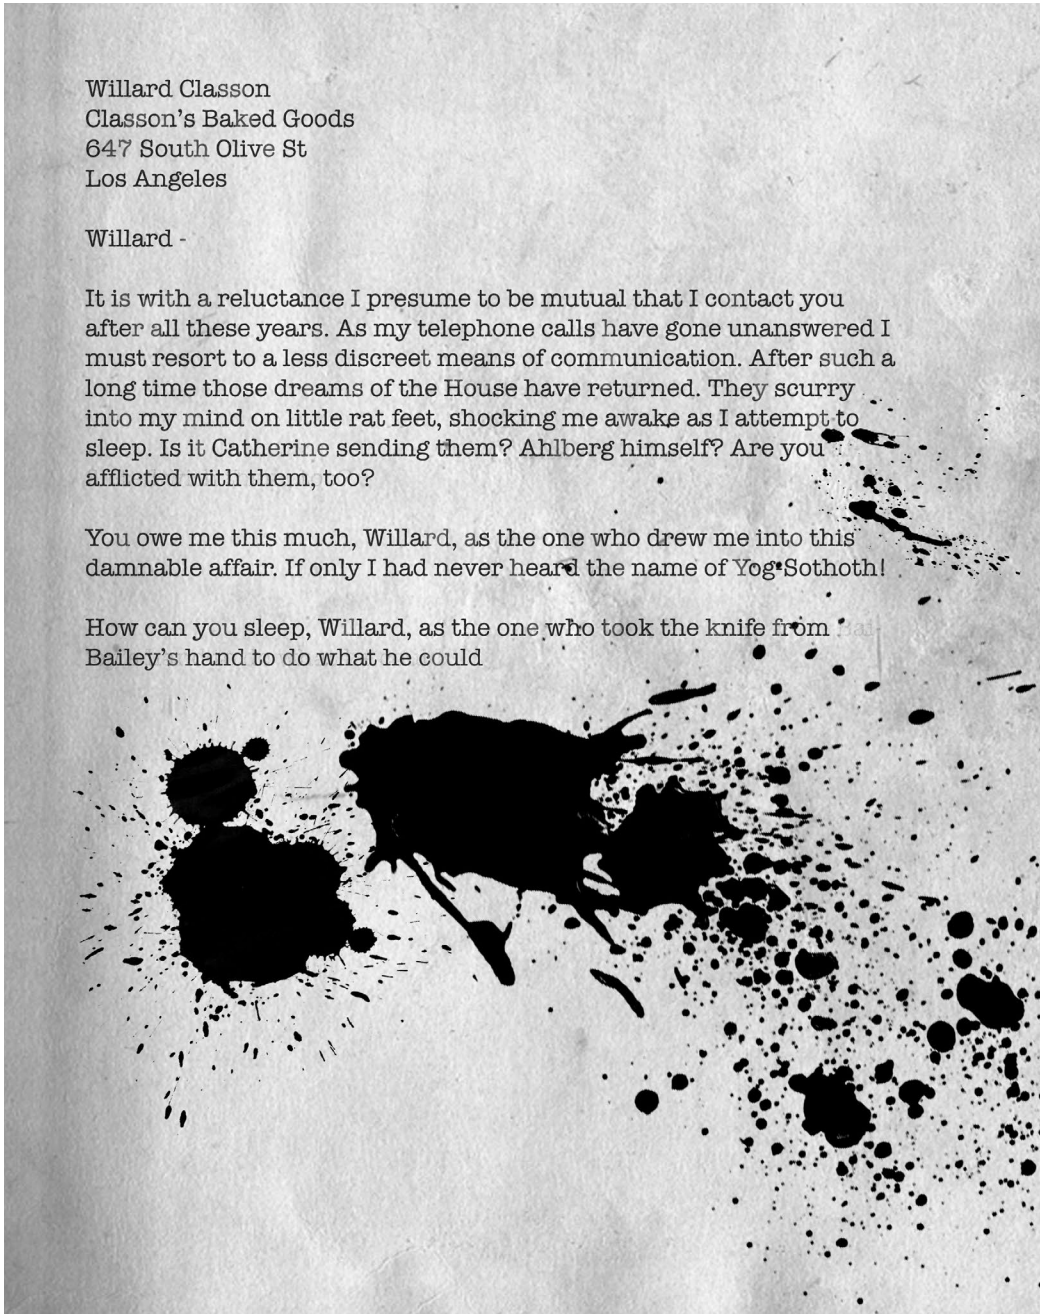 Willard Classon
Classon's Baked Goods
647 South Olive St
Los Angeles
Willard -
It is with a reluctance I presume to be mutual that I contact you
after all these years. As my telephone calls have gone unanswered I
must resort to a less discreet means of communication. After such a
long time those dreams of the House have returned. They scurry
into my mind on little rat feet, shocking me awake as I attempt to
sleep. Is it Catherine sending them? Ahlberg himself? Are you
afflicted with them, too?
You owe me this much, Willard, as the one who drew me into this
damnable affair. If only I had never heard the name of Yog-Sothoth!
How can you sleep, Willard, as the one who took the knife from
Bailey's hand to do what he could